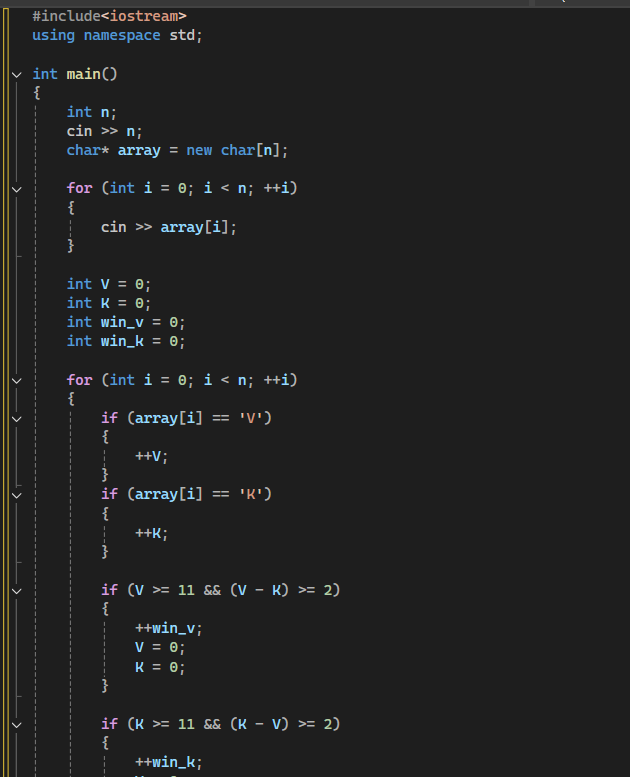 #include<iostream>
using namespace std;
int main()
{
int n;
cin >> n;
char* array = new char[n];
for (int i = 0; i < n; ++i)
{
cin >> array[i];
}
int V = 0;
int K = 0;
int win_v = 0;
int win_k = 0;
for (int i = 0; i < n; ++i)
{
if (array[i] == 'V')
{
++V;
}
if (array[i] == 'K')
{
++K;
}
if (V >= 11 && (V - K) >= 2)
{
++win_v;
V = 0;
K = 0;
}
if (K >= 11 && (K - V) >= 2)
{
++win_k;